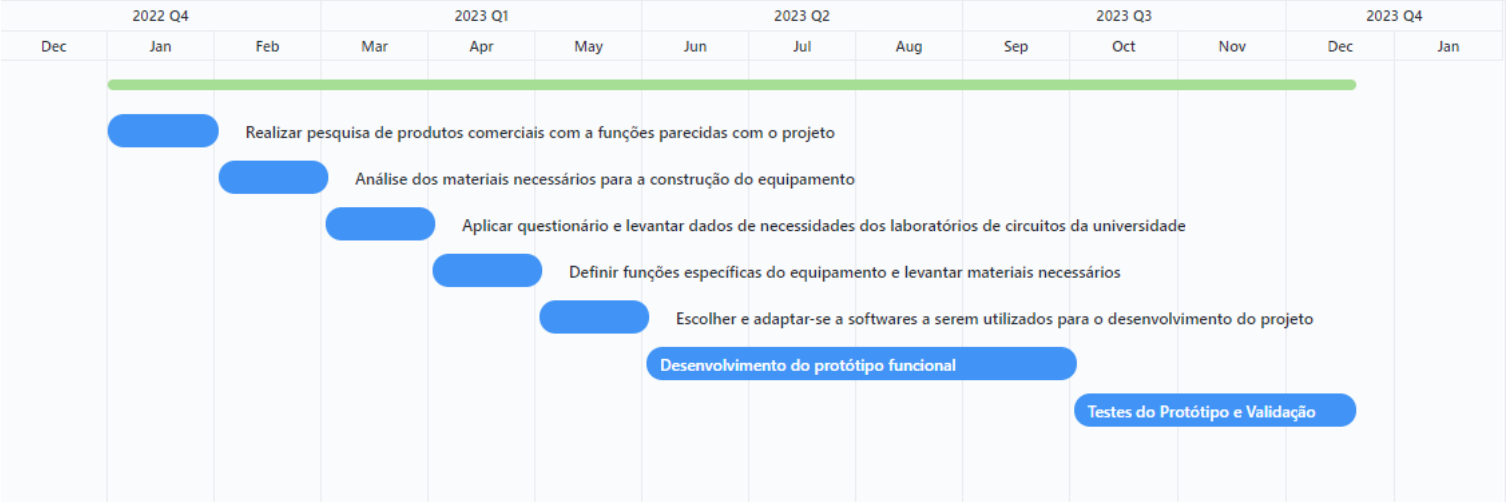 2022 Q4 2023 Q1 2023 Q2 2023 Q3 2023 Q4
Dec Jan Feb Mar Apr May Jun Jul Aug Sep Oct Nov Dec Jan
Realizar pesquisa de produtos comerciais com a funções parecidas com o projeto
Análise dos materiais necessários para a construção do equipamento
Aplicar questionário e levantar dados de necessidades dos laboratórios de circuitos da universidade
Definir funções específicas do equipamento e levantar materiais necessários
Escolher e adaptar-se a softwares a serem utilizados para o desenvolvimento do projeto
Desenvolvimento do protótipo funcional
Testes do Protótipo e Validação